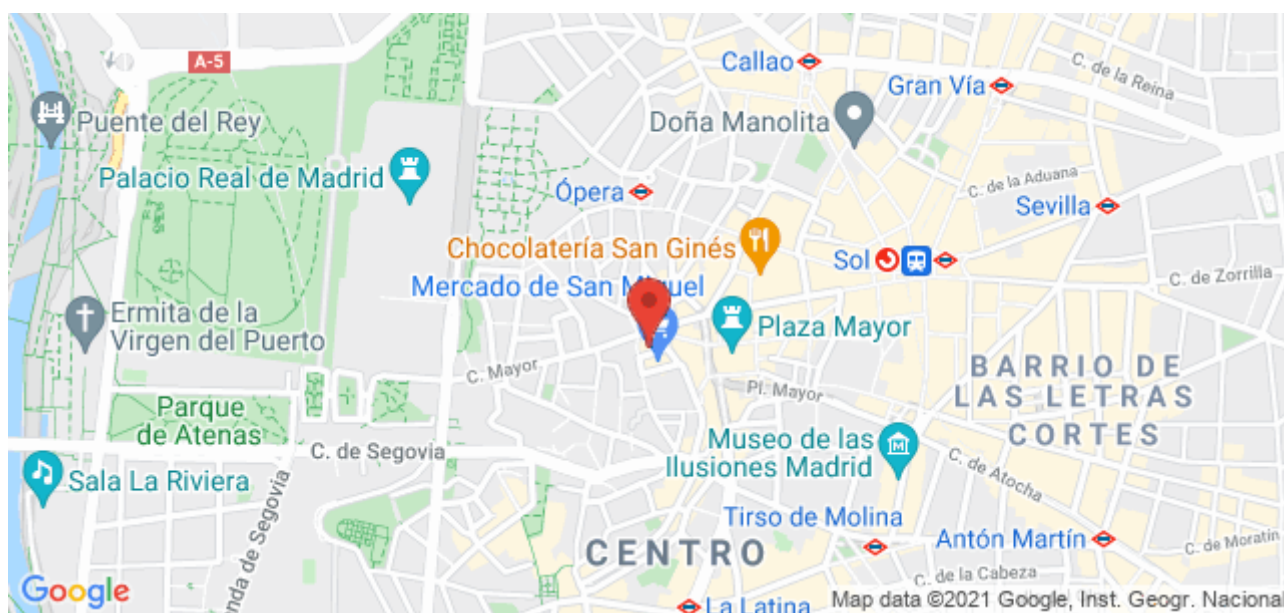 Callao
A-5
Gran Vía
C. de la Reina
Puente del Rey
Doña Manolita
Palacio Real de Madrid
Ópera
C. de la Aduana
Sevilla
Chocolatería San Ginés
Sol
Mercado de San Miguel
C. de Zorrilla
Ermita de la
Virgen del Puerto
Plaza Mayor
C. Mayor
BARRIO DE
LAS LETRAS
CORTES
Pl. Mayor
Parque
de Atenas
C. de Segovia
Museo de las
Ilusiones Madrid
C. de Atocha
Sala La Riviera
nda de Segovia
Tirso de Molina
Antón Martín
C. de Moratín
CENTRO
C. de la Cabeza
Google
La Latina
Map data ©2021 Google, Inst. Geogr. Naciona